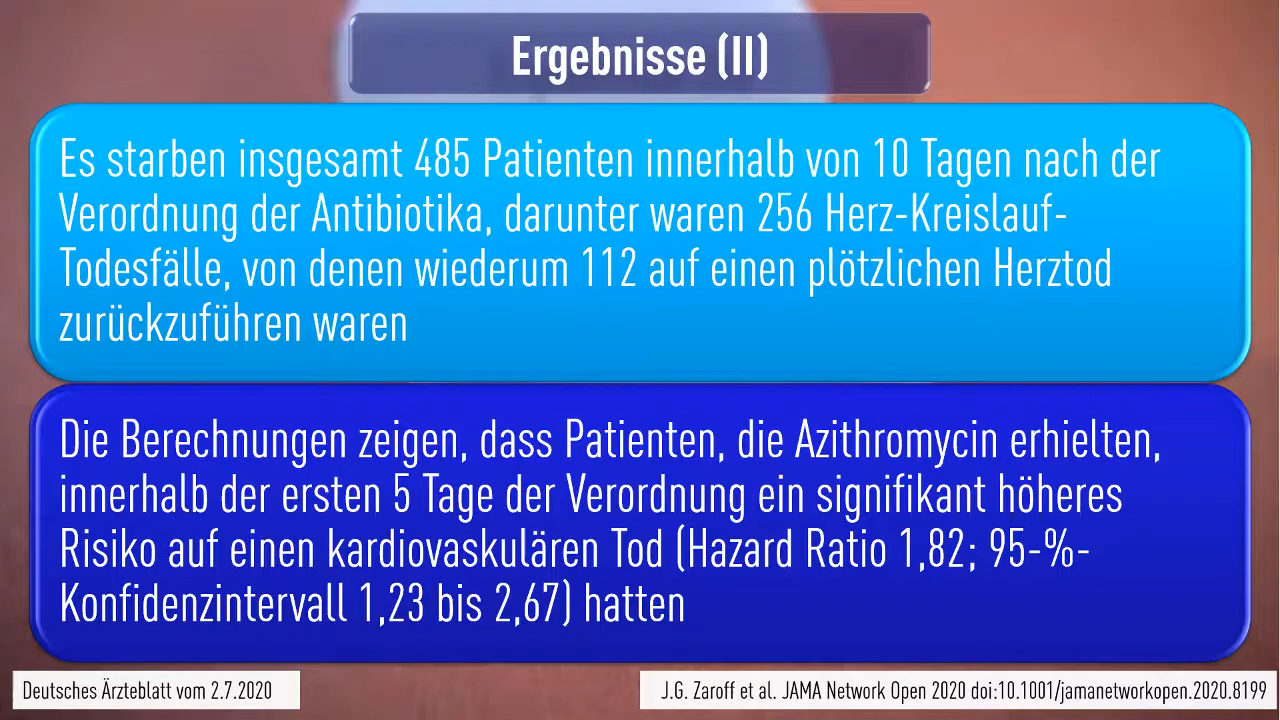 Ergebnisse (II)
Es starben insgesamt 485 Patienten innerhalb von 10 Tagen nach der
Verordnung der Antibiotika, darunter waren 256 Herz-Kreislauf-
Todesfälle, von denen wiederum 112 auf einen plötzlichen Herztod
zurückzuführen waren
Die Berechnungen zeigen, dass Patienten, die Azithromycin erhielten,
innerhalb der ersten 5 Tage der Verordnung ein signifikant höheres
Risiko auf einen kardiovaskulären Tod (Hazard Ratio 1,82; 95-%-
Konfidenzintervall 1,23 bis 2,67) hatten
Deutsches Ärzteblatt vom 2.7.2020
J.G. Zaroff et al. JAMA Network Open 2020 doi:10.1001/jamanetworkopen.2020.8199